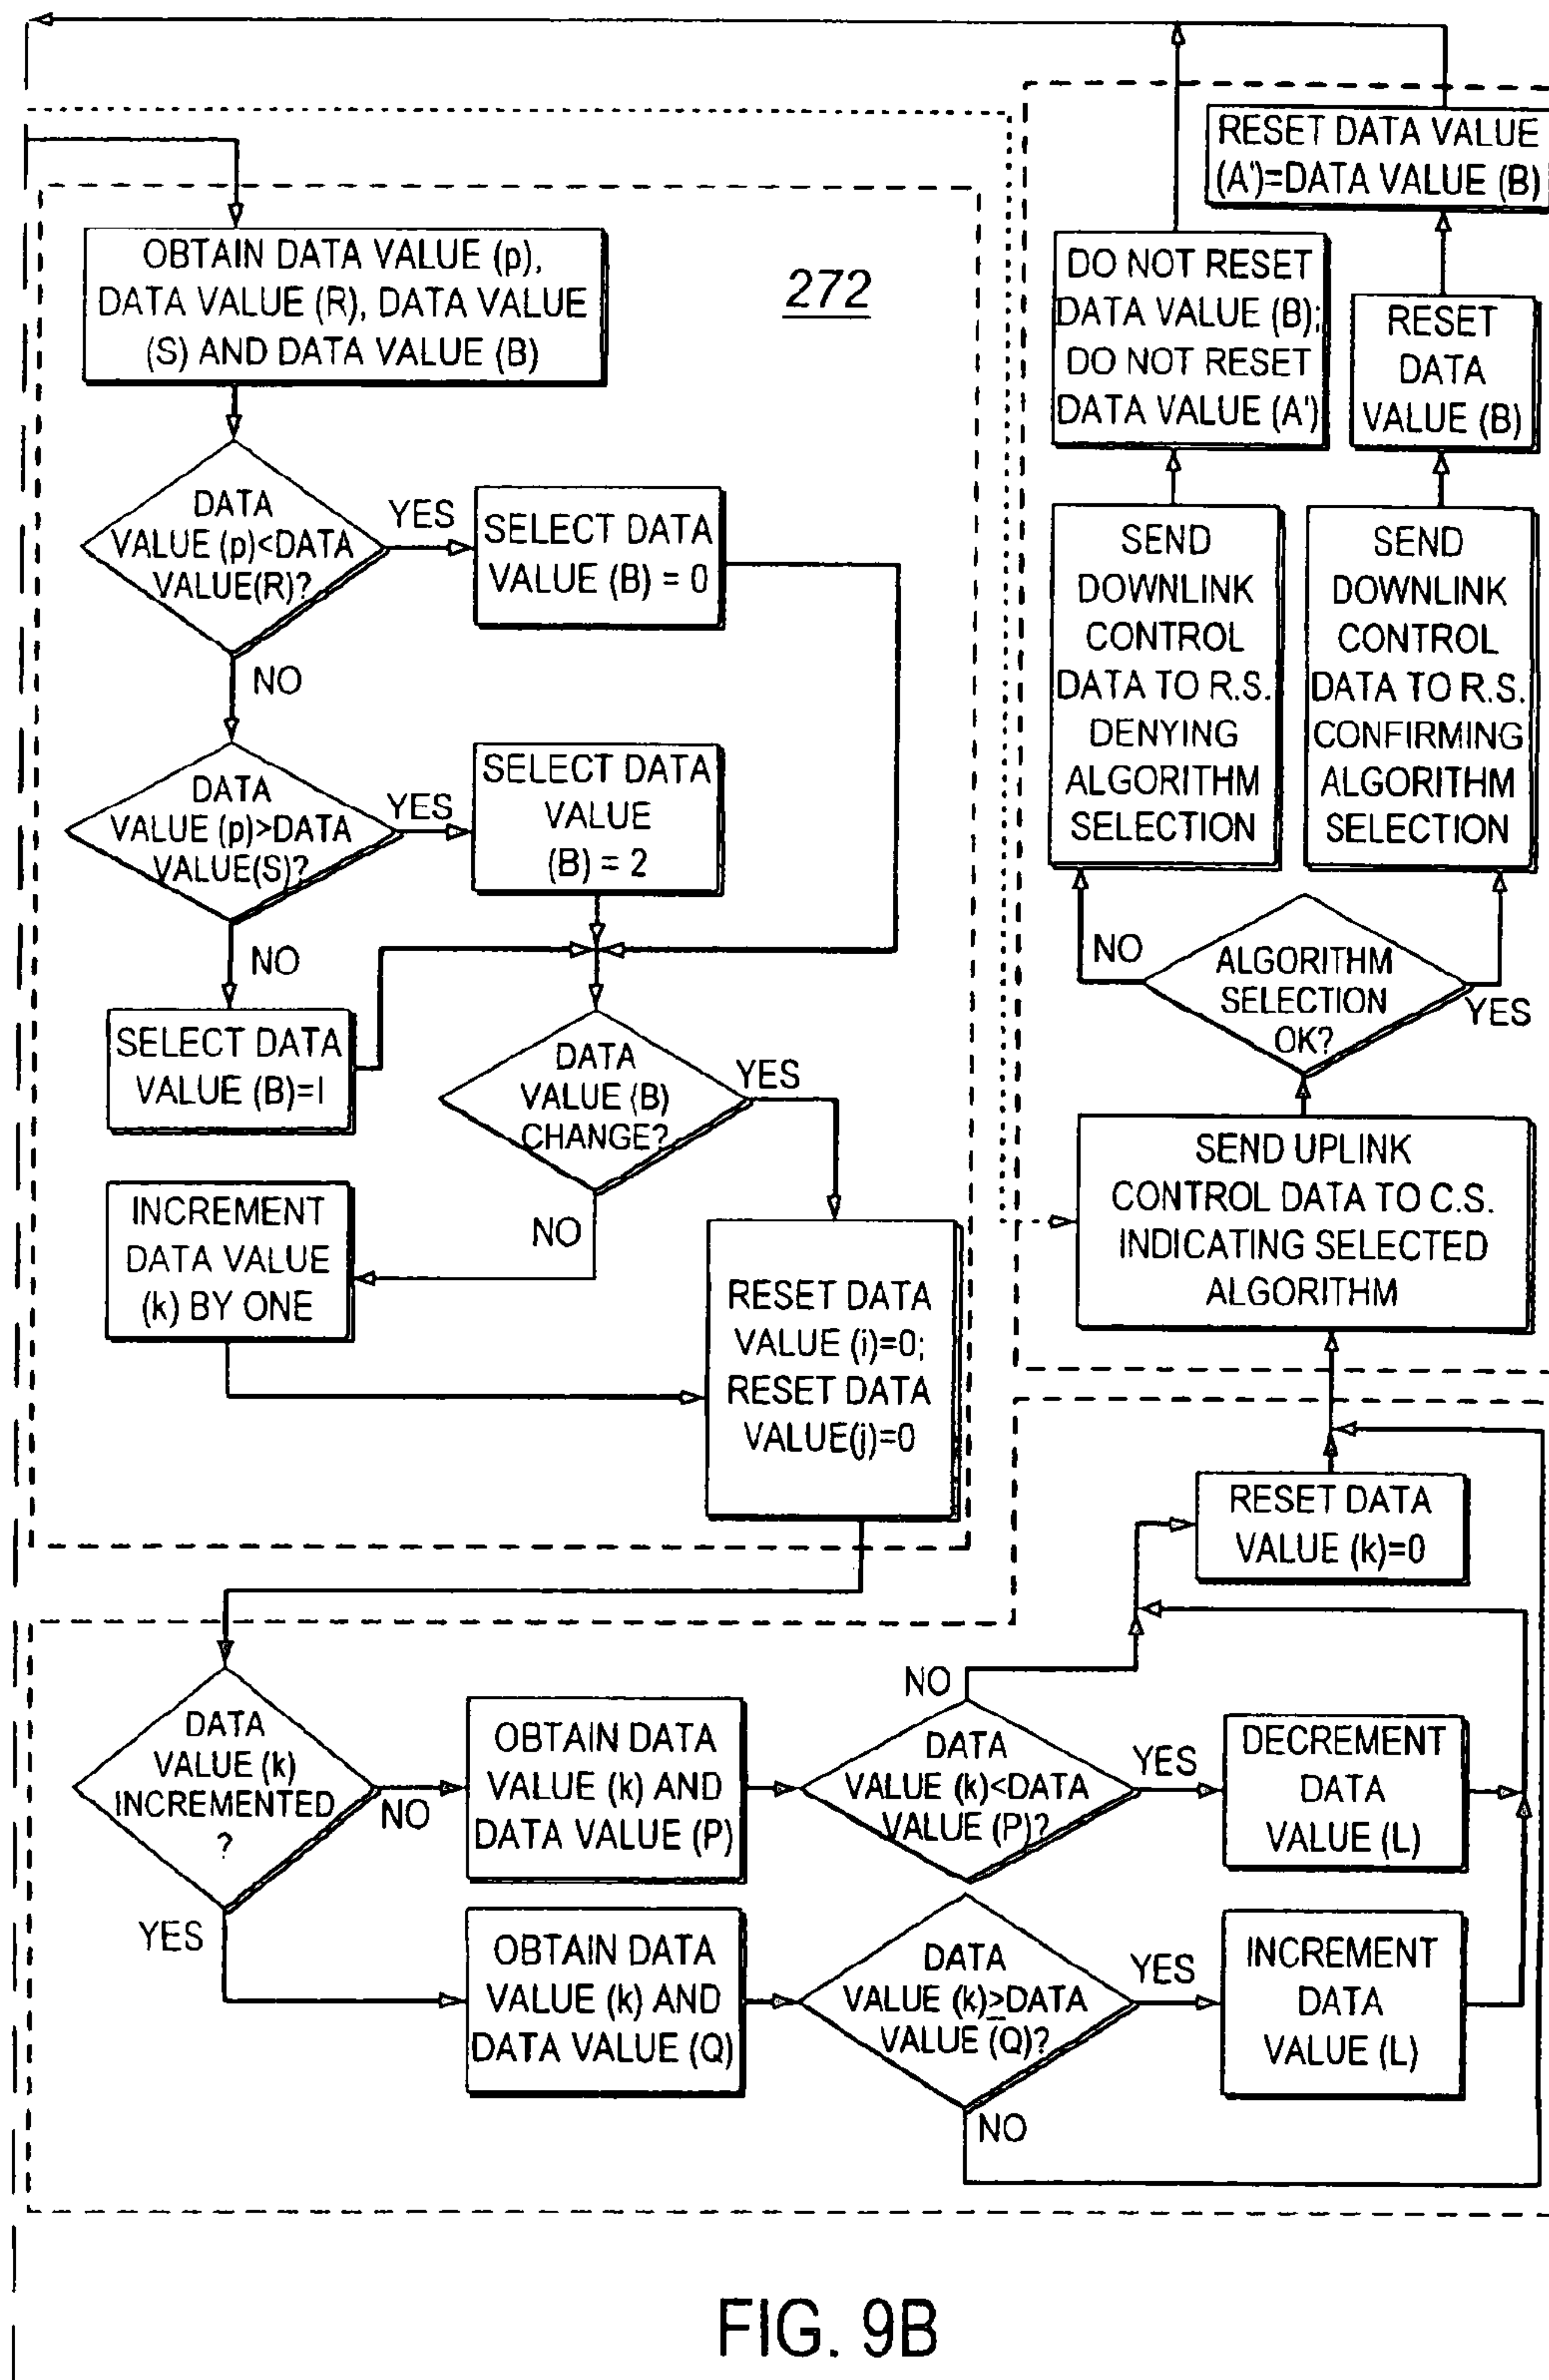 OBTAIN DATA VALUE (p),
DATA VALUE (R), DATA VALUE
(S) AND DATA VALUE (B)
272
DATA
VALUE (p)<DATA
VALUE(R)?
YES
SELECT DATA
VALUE (B) = 0
NO
DATA
VALUE (p)>DATA
VALUE(S)?
YES
SELECT DATA
VALUE
(B) = 2
NO
SELECT DATA
VALUE (B)=1
DATA
VALUE (B)
CHANGE?
YES
NO
INCREMENT
DATA VALUE
(k) BY ONE
RESET DATA
VALUE (i)=0;
RESET DATA
VALUE(j)=0
RESET DATA VALUE
(A')=DATA VALUE (B)
DO NOT RESET
DATA VALUE (B);
DO NOT RESET
DATA VALUE (A')
RESET
DATA
VALUE (B)
SEND
DOWNLINK
CONTROL
DATA TO R.S.
DENYING
ALGORITHM
SELECTION
SEND
DOWNLINK
CONTROL
DATA TO R.S.
CONFIRMING
ALGORITHM
SELECTION
NO
ALGORITHM
SELECTION
OK?
YES
SEND UPLINK
CONTROL DATA TO C.S.
INDICATING SELECTED
ALGORITHM
RESET DATA
VALUE (k)=0
DATA
VALUE (k)
INCREMENTED
?
NO
OBTAIN DATA
VALUE (k) AND
DATA VALUE (P)
NO
DATA
VALUE (k)<DATA
VALUE (P)?
YES
DECREMENT
DATA
VALUE (L)
YES
OBTAIN DATA
VALUE (k) AND
DATA VALUE (Q)
DATA
VALUE (k)≥DATA
VALUE (Q)?
YES
INCREMENT
DATA
VALUE (L)
NO
FIG. 9B